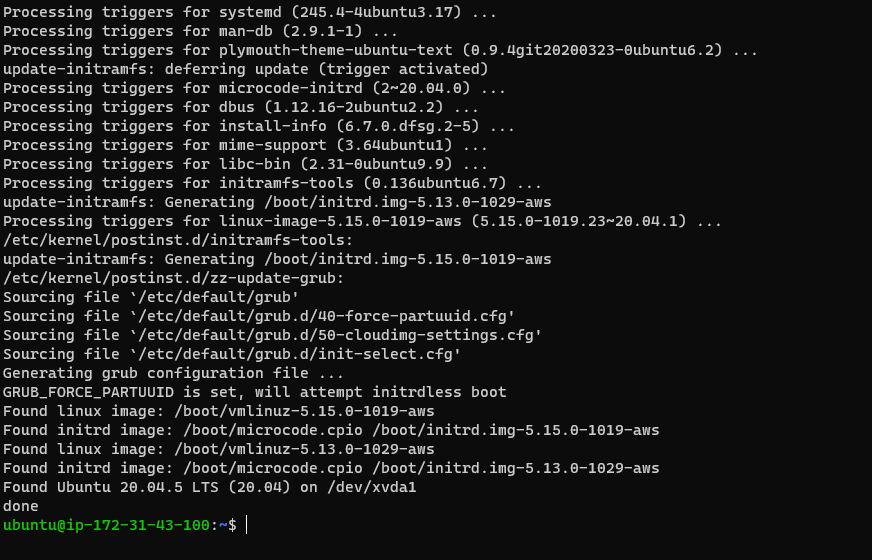 Processing triggers for systemd (245.4-4ubuntu3.17) ...
Processing triggers for man-db (2.9.1-1) ...
Processing triggers for plymouth-theme-ubuntu-text (0.9.4git20200323-0ubuntu6.2) ...
update-initramfs: deferring update (trigger activated)
Processing triggers for microcode-initrd (2~20.04.0) ...
Processing triggers for dbus (1.12.16-2ubuntu2.2) ...
Processing triggers for install-info (6.7.0.dfsg.2-5) ...
Processing triggers for mime-support (3.64ubuntu1) ...
Processing triggers for libc-bin (2.31-0ubuntu9.9) ...
Processing triggers for initramfs-tools (0.136ubuntu6.7) ...
update-initramfs: Generating /boot/initrd.img-5.13.0-1029-aws
Processing triggers for linux-image-5.15.0-1019-aws (5.15.0-1019.23~20.04.1) ...
/etc/kernel/postinst.d/initramfs-tools:
update-initramfs: Generating /boot/initrd.img-5.15.0-1019-aws
/etc/kernel/postinst.d/zz-update-grub:
Sourcing file `/etc/default/grub'
Sourcing file `/etc/default/grub.d/40-force-partuuid.cfg'
Sourcing file `/etc/default/grub.d/50-cloudimg-settings.cfg'
Sourcing file `/etc/default/grub.d/init-select.cfg'
Generating grub configuration file ...
GRUB_FORCE_PARTUUID is set, will attempt initrdless boot
Found linux image: /boot/vmlinuz-5.15.0-1019-aws
Found initrd image: /boot/microcode.cpio /boot/initrd.img-5.15.0-1019-aws
Found linux image: /boot/vmlinuz-5.13.0-1029-aws
Found initrd image: /boot/microcode.cpio /boot/initrd.img-5.13.0-1029-aws
Found Ubuntu 20.04.5 LTS (20.04) on /dev/xvda1
done
ubuntu@ip-172-31-43-100:~$